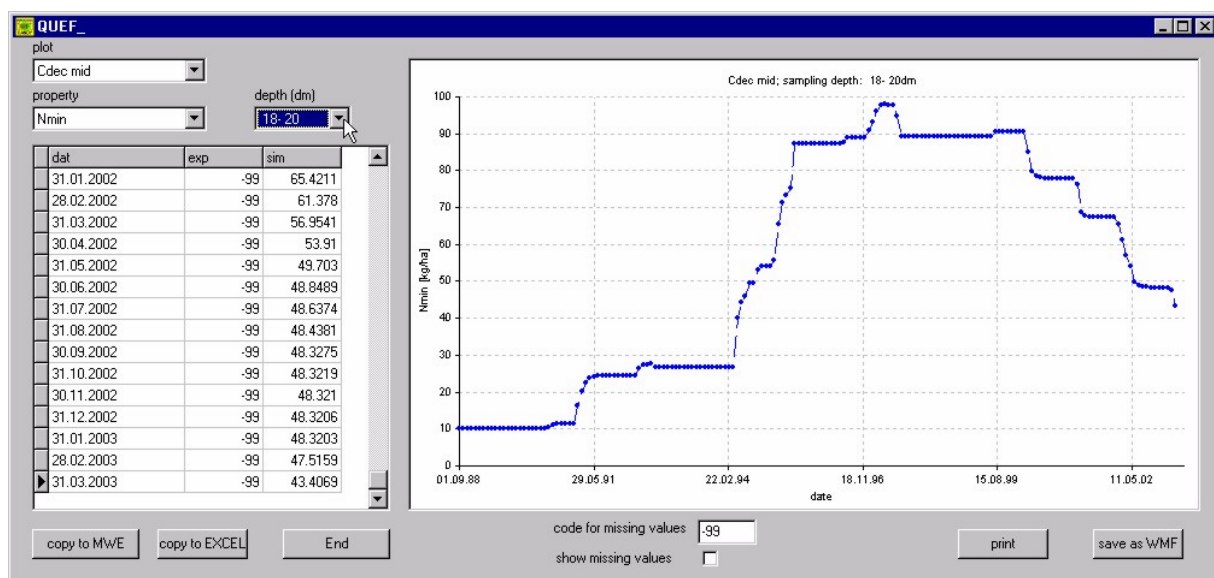 QUEF_
plot
Cdec mid
property
depth (dm)
Nmin
18- 20
dat exp sim
31.01.2002 -99 65.4211
28.02.2002 -99 61.378
31.03.2002 -99 56.9541
30.04.2002 -99 53.91
31.05.2002 -99 49.703
30.06.2002 -99 48.8489
31.07.2002 -99 48.6374
31.08.2002 -99 48.4381
30.09.2002 -99 48.3275
31.10.2002 -99 48.3219
30.11.2002 -99 48.321
31.12.2002 -99 48.3206
31.01.2003 -99 48.3203
28.02.2003 -99 47.5159
31.03.2003 -99 43.4069
Cdec mid; sampling depth: 18- 20dm
Nmin [kg/ha]
100
90
80
70
60
50
40
30
20
10
0
01.09.88 29.05.91 22.02.94 18.11.96 15.08.99 11.05.02
date
copy to MWE
copy to EXCEL
End
code for missing values -99
show missing values
print
save as WMF